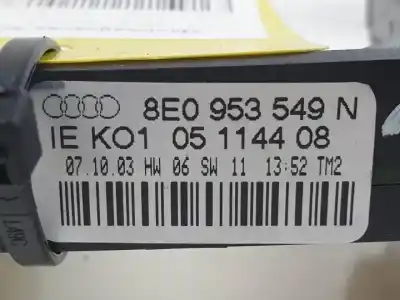 8E0 953 549 N
IE KO1 05 1144 08
07.10.03 HW 06 SW 11 13:52 TM2